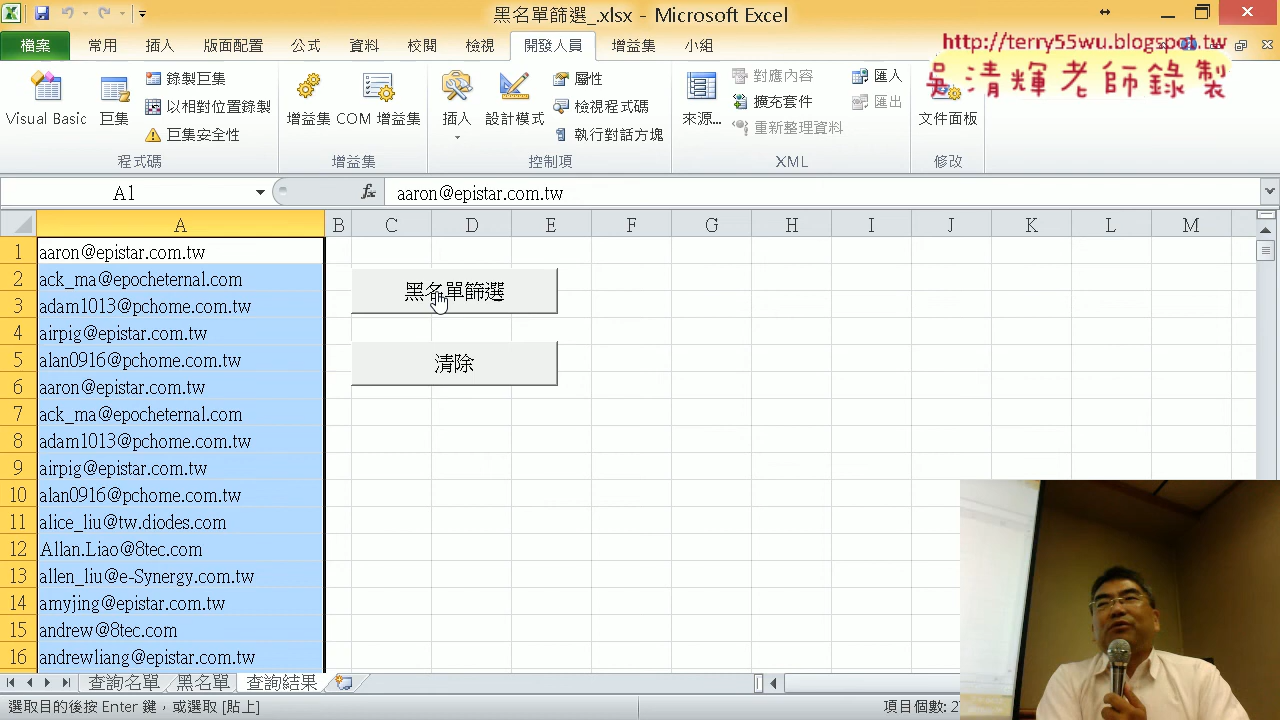 黑名單篩選_.xlsx - Microsoft Excel
檔案 常用 插入 版面配置 公式 資料 校閱 檢視 開發人員 增益集 小組
http://terry55wu.blogspot.tw
吳清輝老師錄製
Visual Basic 巨集 錄製巨集 以相對位置錄製 巨集安全性
增益集 COM 增益集
插入 設計模式 屬性 檢視程式碼 執行對話方塊
來源... 對應內容 擴充套件 重新整理資料 匯入 匯出
文件面板
程式碼 增益集 控制項 XML 修改
A1 fx aaron@epistar.com.tw
A B C D E F G H I J K L M
1 aaron@epistar.com.tw
2 ack_ma@epocheternal.com
3 adam1013@pchome.com.tw
4 airpig@epistar.com.tw
5 alan0916@pchome.com.tw
6 aaron@epistar.com.tw
7 ack_ma@epocheternal.com
8 adam1013@pchome.com.tw
9 airpig@epistar.com.tw
10 alan0916@pchome.com.tw
11 alice_liu@tw.diodes.com
12 Allan.Liao@8tec.com
13 allen_liu@e-Synergy.com.tw
14 amyjing@epistar.com.tw
15 andrew@8tec.com
16 andrewliang@epistar.com.tw
黑名單篩選
清除
查詢名單 黑名單 查詢結果
選取目的後按 Enter 鍵，或選取 [貼上]
項目個數: